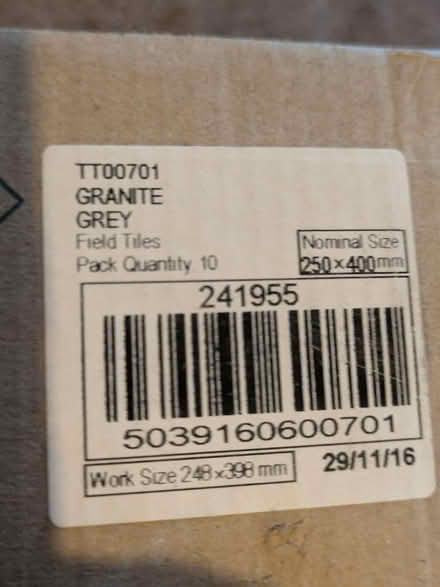 TT00701
GRANITE
GREY
Field Tiles
Pack Quantity 10
Nominal Size
250×400mm
241955
5039160600701
Work Size 248×398 mm
29/11/16